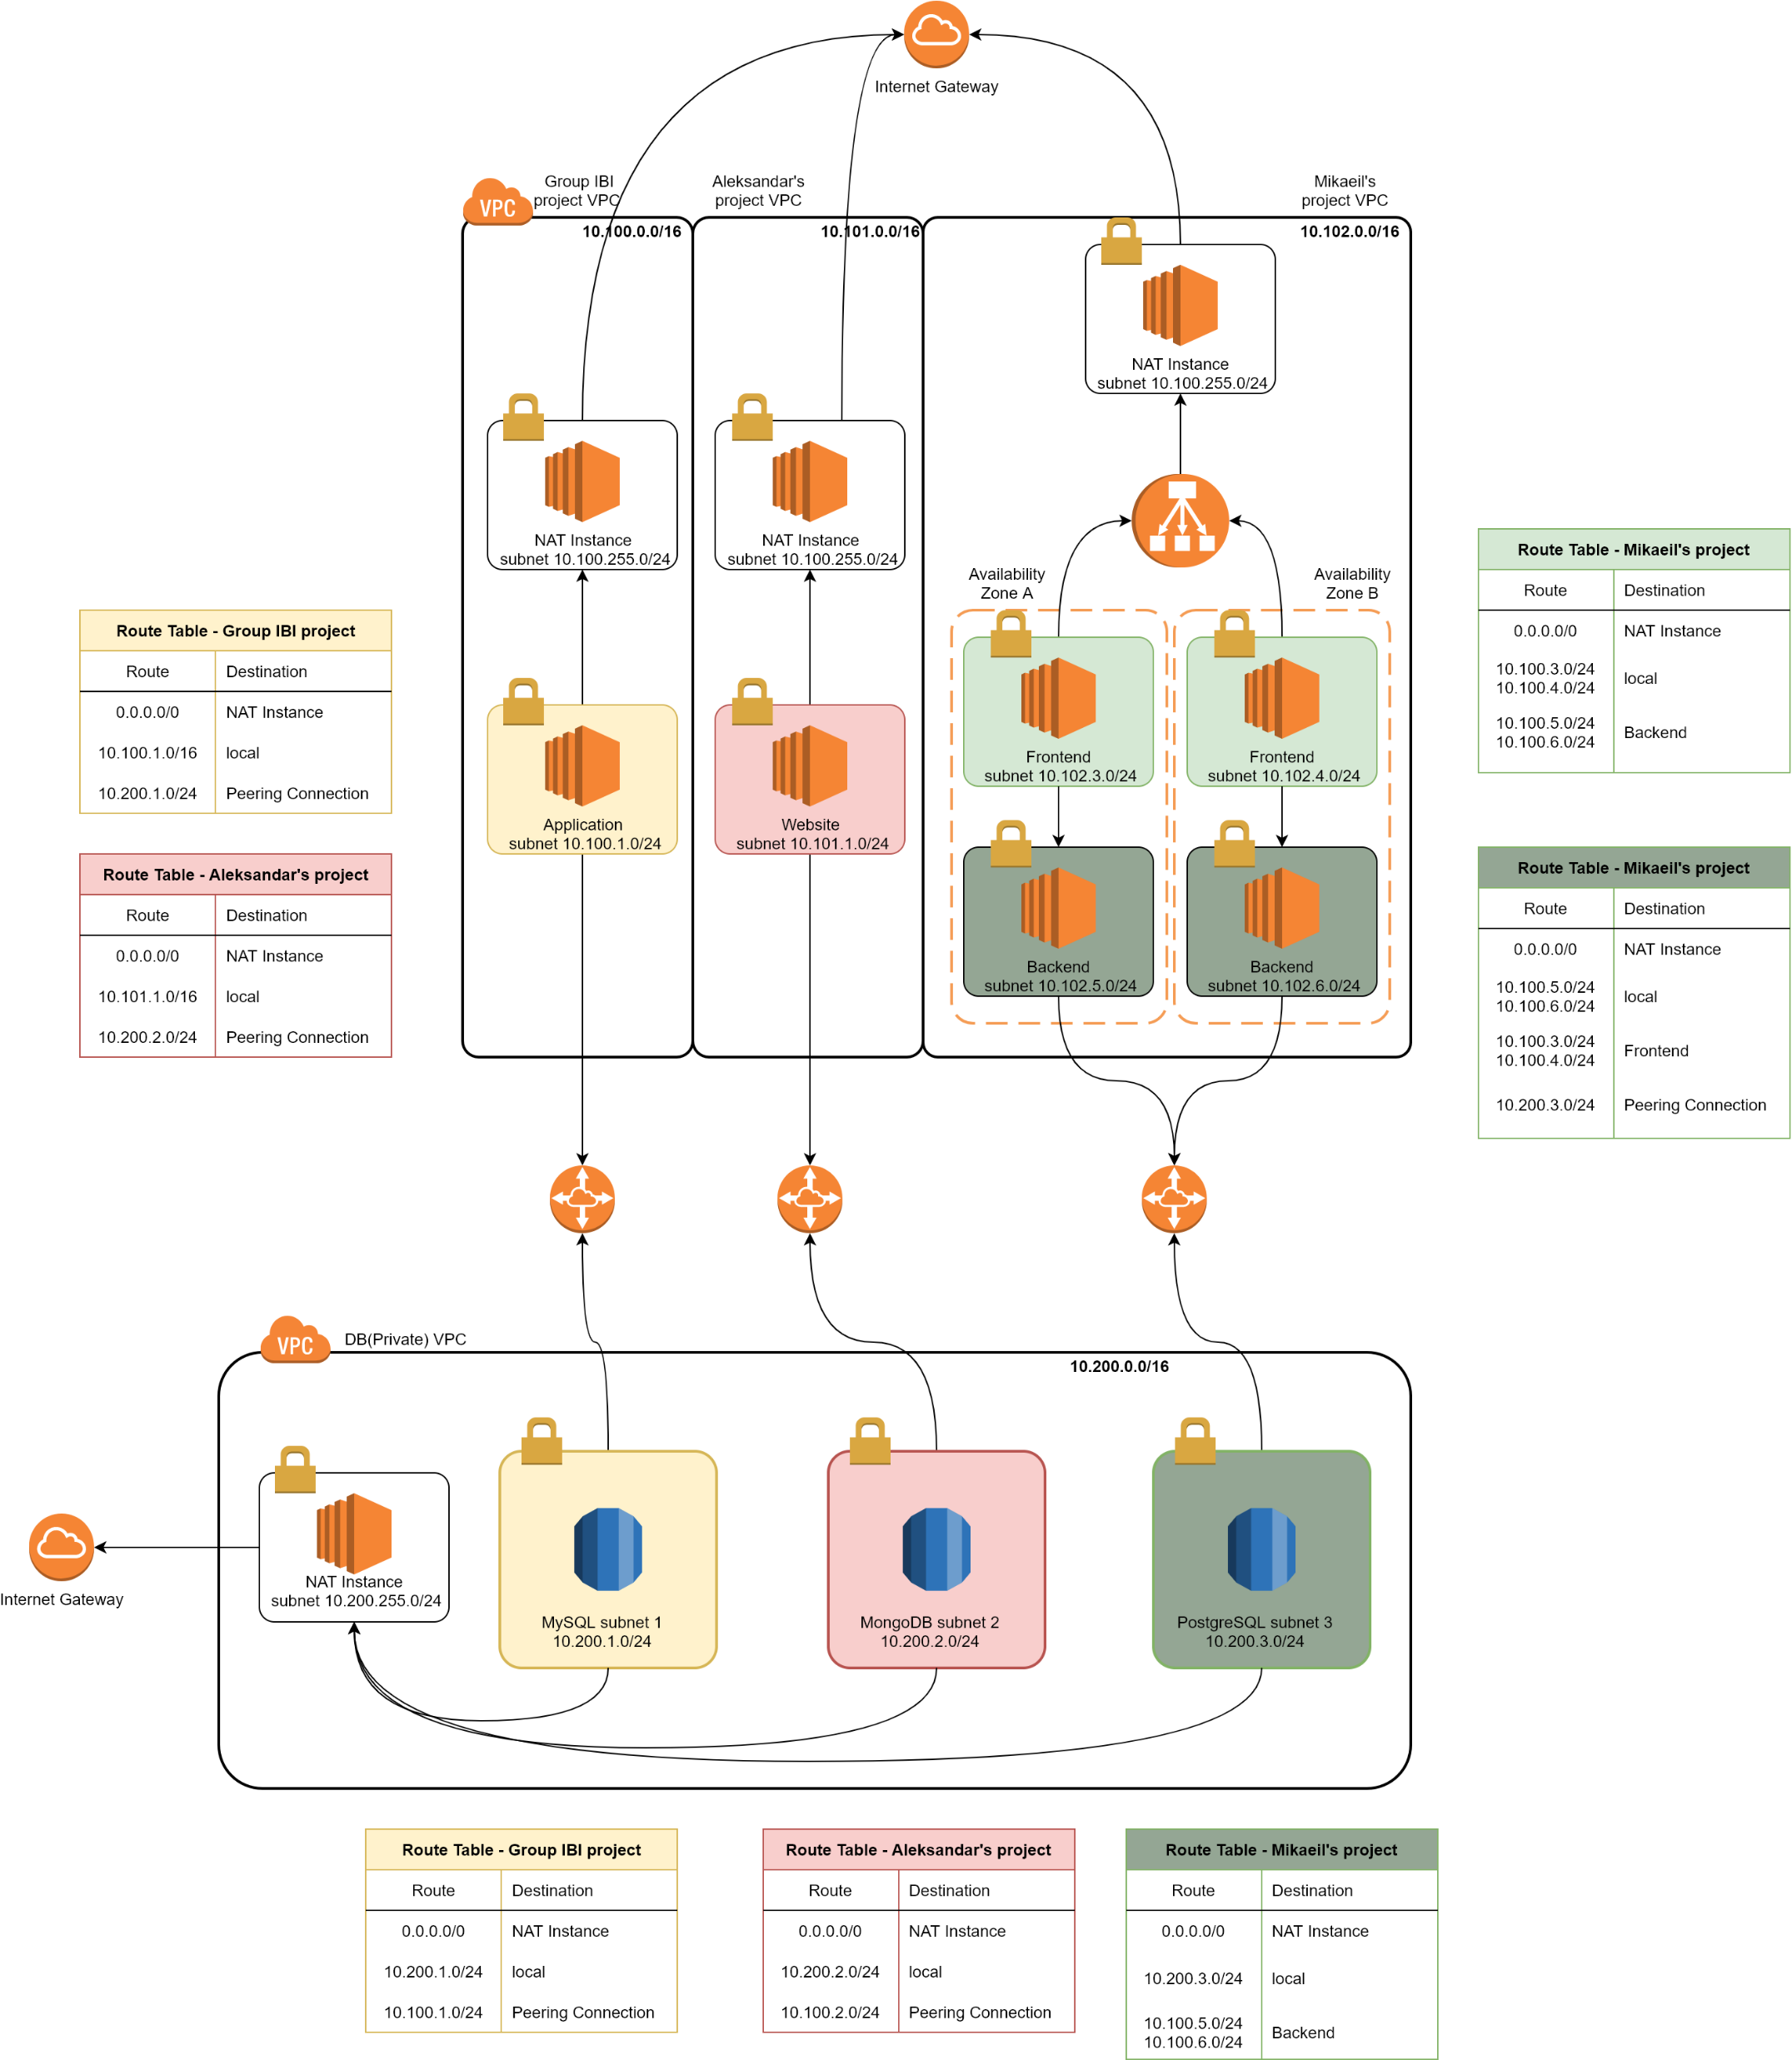 Internet Gateway
Group IBI
project VPC
Aleksandar's
project VPC
Mikaeil's
project VPC
VPC
10.100.0.0/16
10.101.0.0/16
10.102.0.0/16
NAT Instance
subnet 10.100.255.0/24
NAT Instance
subnet 10.100.255.0/24
NAT Instance
subnet 10.100.255.0/24
Availability
Zone A
Availability
Zone B
Application
subnet 10.100.1.0/24
Website
subnet 10.101.1.0/24
Frontend
subnet 10.102.3.0/24
Frontend
subnet 10.102.4.0/24
Backend
subnet 10.102.5.0/24
Backend
subnet 10.102.6.0/24
Route Table - Group IBI project
Route Destination
0.0.0.0/0 NAT Instance
10.100.1.0/16 local
10.200.1.0/24 Peering Connection
Route Table - Aleksandar's project
Route Destination
0.0.0.0/0 NAT Instance
10.101.1.0/16 local
10.200.2.0/24 Peering Connection
Route Table - Mikaeil's project
Route Destination
0.0.0.0/0 NAT Instance
10.100.3.0/24
10.100.4.0/24
local
10.100.5.0/24
10.100.6.0/24
Backend
Route Table - Mikaeil's project
Route Destination
0.0.0.0/0 NAT Instance
10.100.5.0/24
10.100.6.0/24
local
10.100.3.0/24
10.100.4.0/24
Frontend
10.200.3.0/24 Peering Connection
VPC
DB(Private) VPC
10.200.0.0/16
Internet Gateway
NAT Instance
subnet 10.200.255.0/24
MySQL subnet 1
10.200.1.0/24
MongoDB subnet 2
10.200.2.0/24
PostgreSQL subnet 3
10.200.3.0/24
Route Table - Group IBI project
Route Destination
0.0.0.0/0 NAT Instance
10.200.1.0/24 local
10.100.1.0/24 Peering Connection
Route Table - Aleksandar's project
Route Destination
0.0.0.0/0 NAT Instance
10.200.2.0/24 local
10.100.2.0/24 Peering Connection
Route Table - Mikaeil's project
Route Destination
0.0.0.0/0 NAT Instance
10.200.3.0/24 local
10.100.5.0/24
10.100.6.0/24
Backend